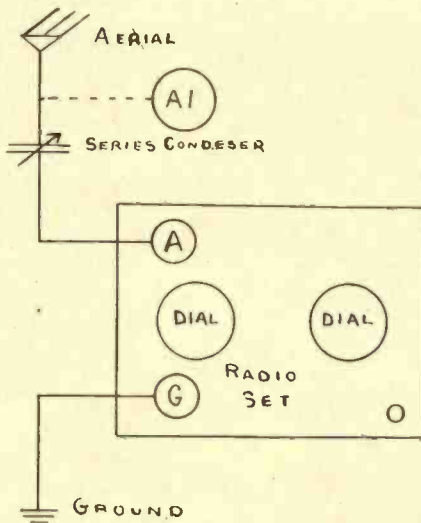 AERIAL
A1
SERIES CONDESER
A
DIAL
DIAL
RADIO
SET
G
O
GROUND